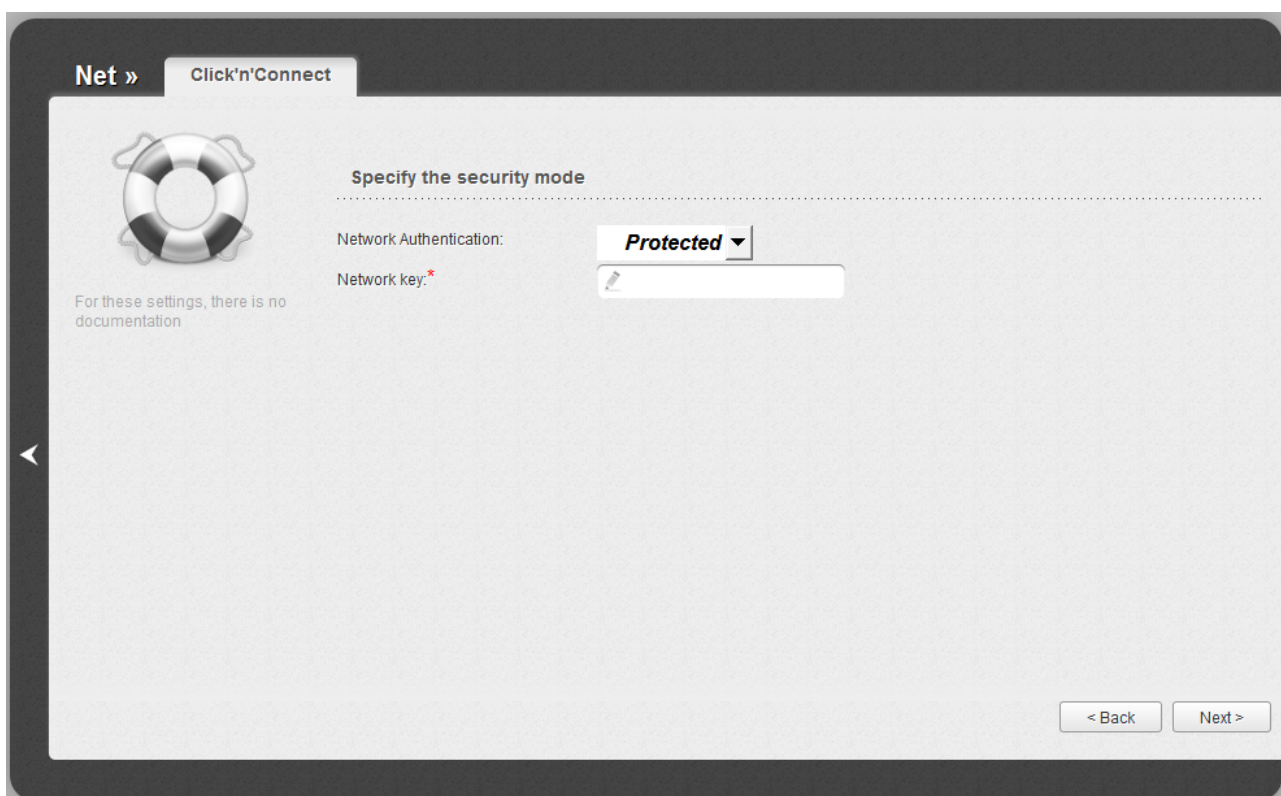 Net » Click'n'Connect
Specify the security mode
Network Authentication: Protected
Network key:*
For these settings, there is no
documentation
< Back Next >